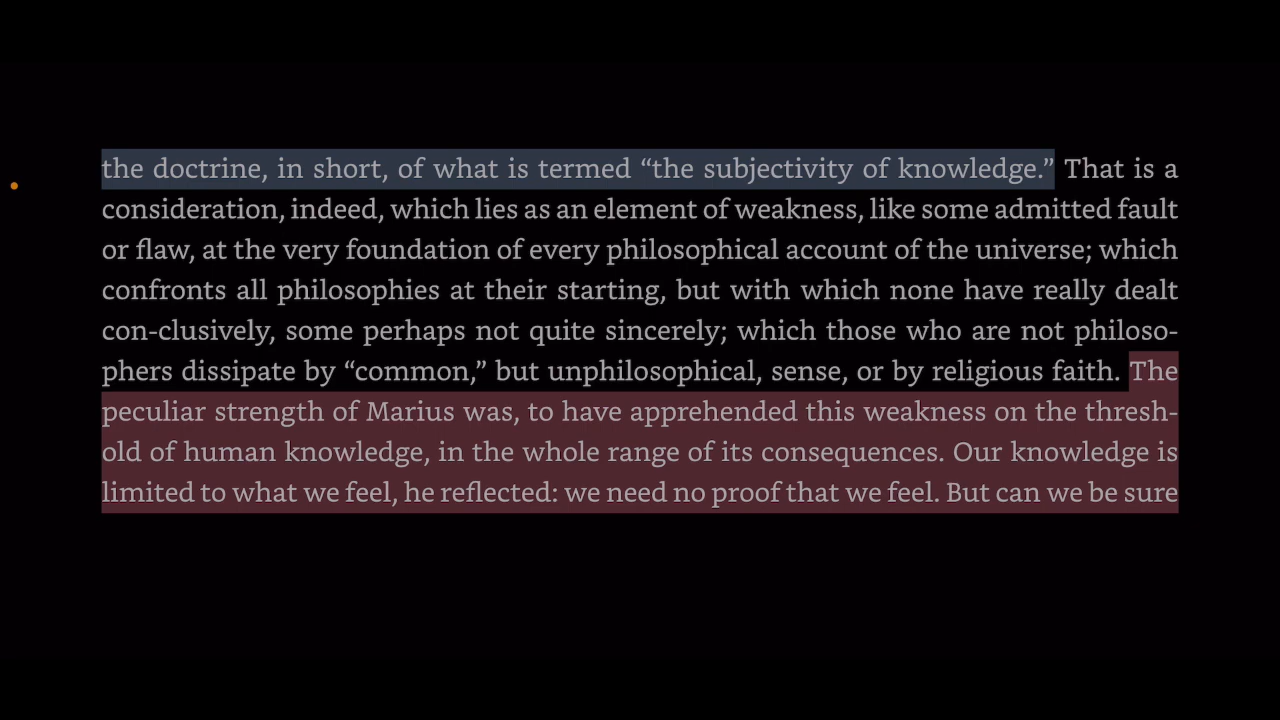 the doctrine, in short, of what is termed “the subjectivity of knowledge.” That is a
consideration, indeed, which lies as an element of weakness, like some admitted fault
or flaw, at the very foundation of every philosophical account of the universe; which
confronts all philosophies at their starting, but with which none have really dealt
con-clusively, some perhaps not quite sincerely; which those who are not philoso-
phers dissipate by “common,” but unphilosophical, sense, or by religious faith. The
peculiar strength of Marius was, to have apprehended this weakness on the thresh-
old of human knowledge, in the whole range of its consequences. Our knowledge is
limited to what we feel, he reflected: we need no proof that we feel. But can we be sure